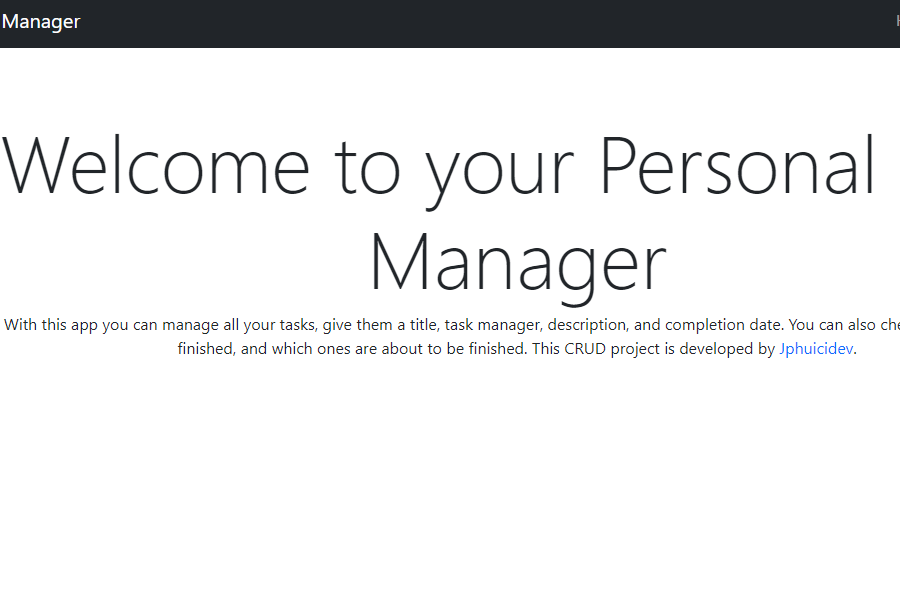 Manager
Welcome to your Personal
Manager
With this app you can manage all your tasks, give them a title, task manager, description, and completion date. You can also
finished, and which ones are about to be finished. This CRUD project is developed by Jphuicidev.